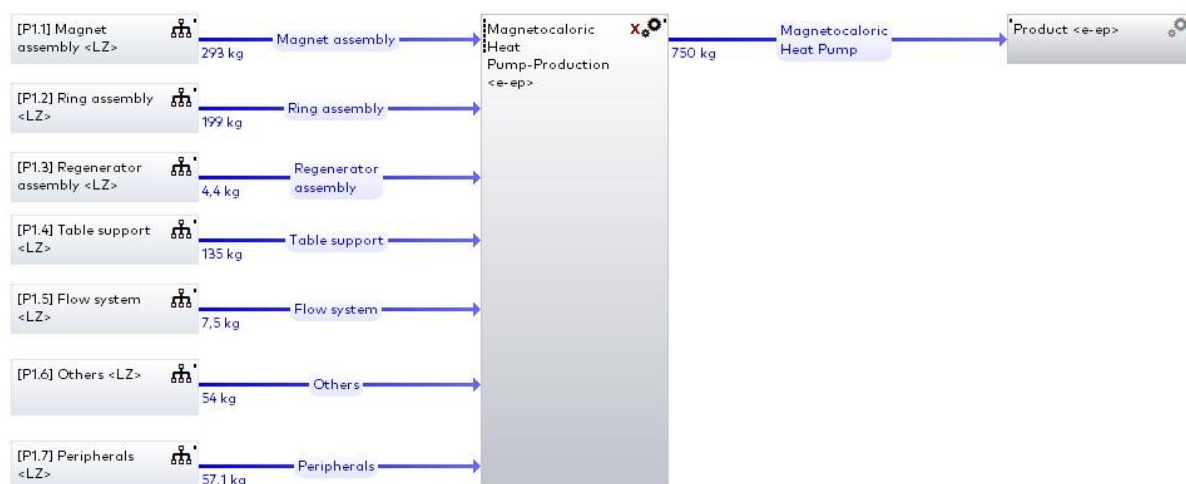 [P1.1] Magnet
assembly <LZ>
293 kg
Magnet assembly
[P1.2] Ring assembly
<LZ>
199 kg
Ring assembly
[P1.3] Regenerator
assembly <LZ>
4,4 kg
Regenerator
assembly
[P1.4] Table support
<LZ>
135 kg
Table support
[P1.5] Flow system
<LZ>
7,5 kg
Flow system
[P1.6] Others <LZ>
54 kg
Others
[P1.7] Peripherals
<LZ>
57,1 kg
Peripherals
Magnetocaloric
Heat
Pump-Production
<e-ep>
X
750 kg
Magnetocaloric
Heat Pump
Product <e-ep>